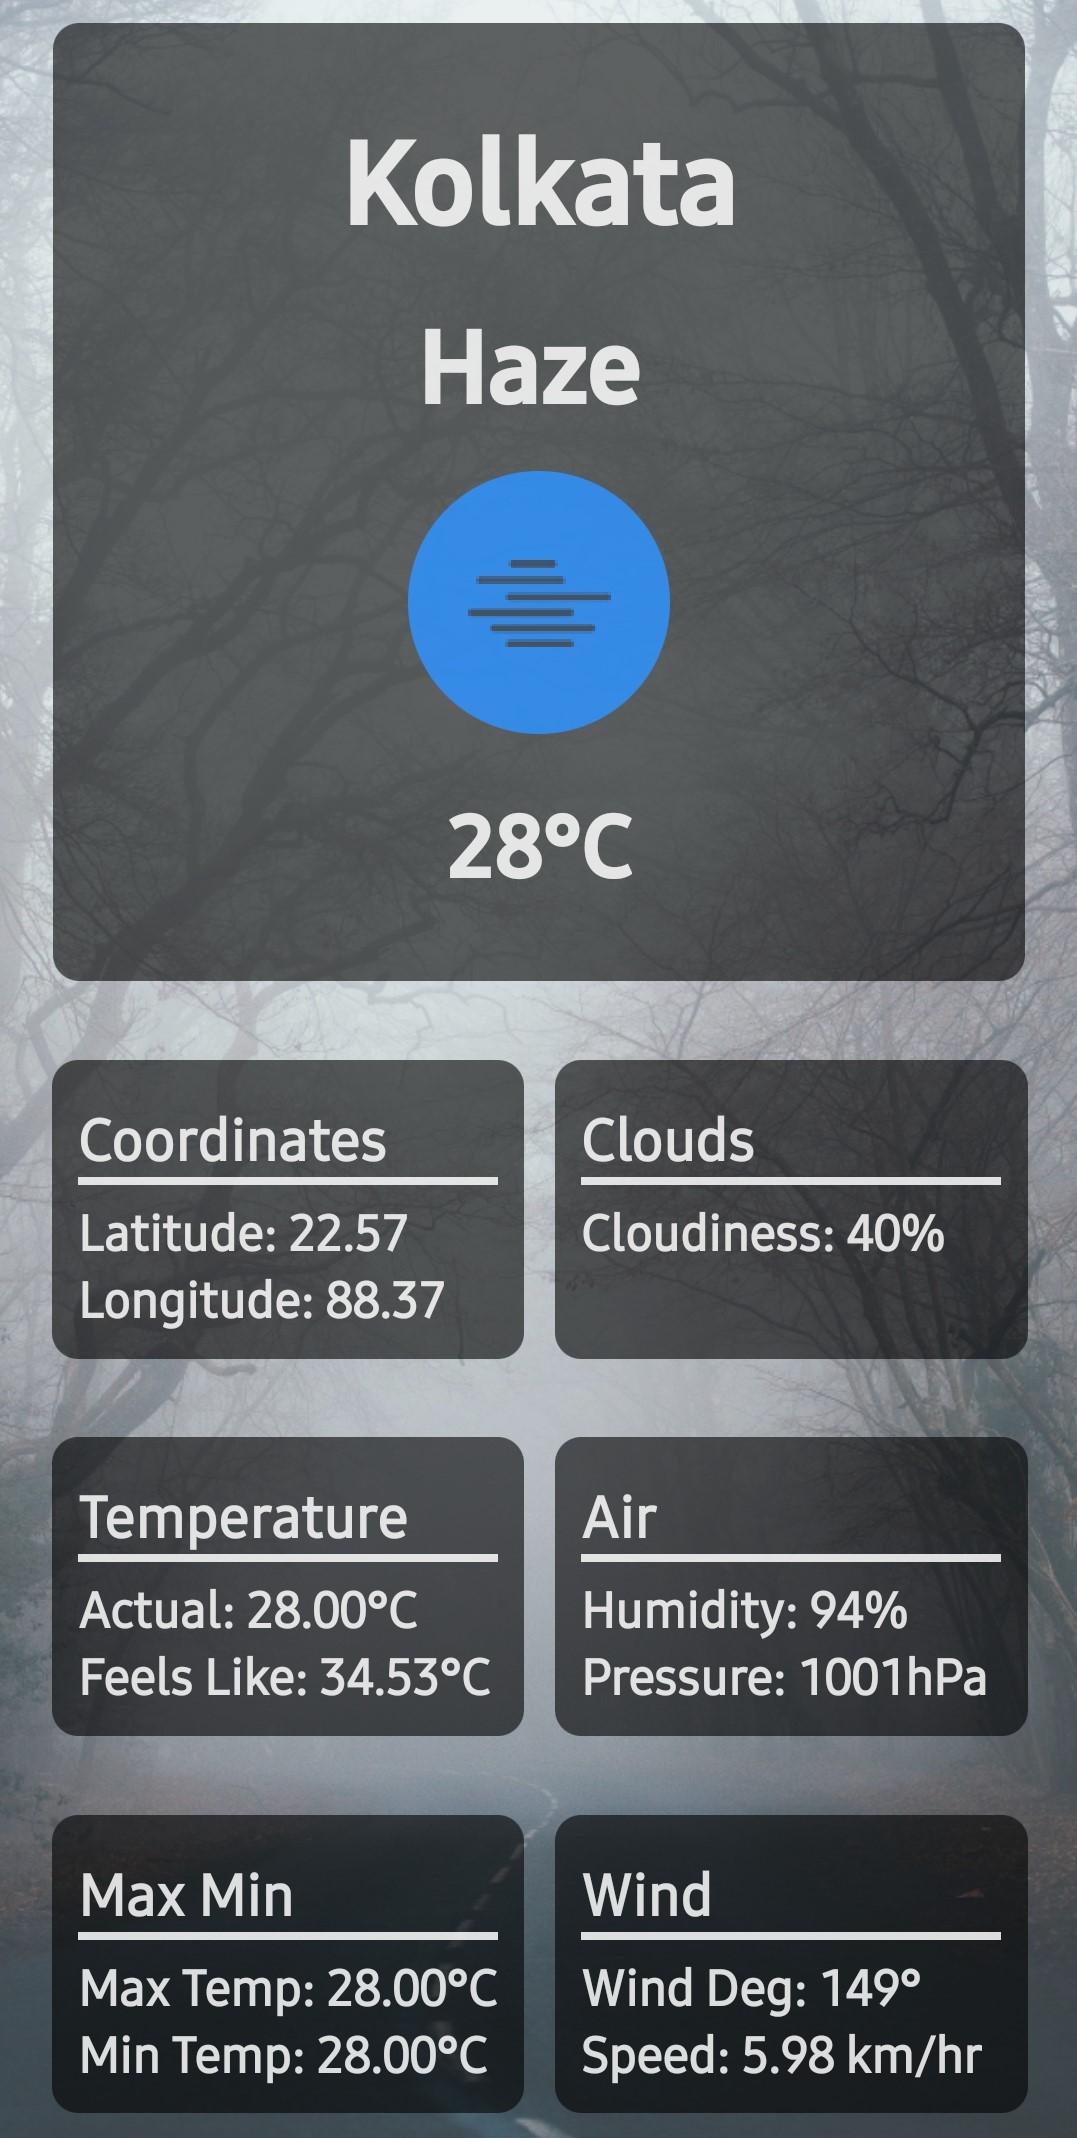 Kolkata
Haze
28°C
Coordinates
Latitude: 22.57
Longitude: 88.37
Clouds
Cloudiness: 40%
Temperature
Actual: 28.00°C
Feels Like: 34.53°C
Air
Humidity: 94%
Pressure: 1001hPa
Max Min
Max Temp: 28.00°C
Min Temp: 28.00°C
Wind
Wind Deg: 149°
Speed: 5.98 km/hr